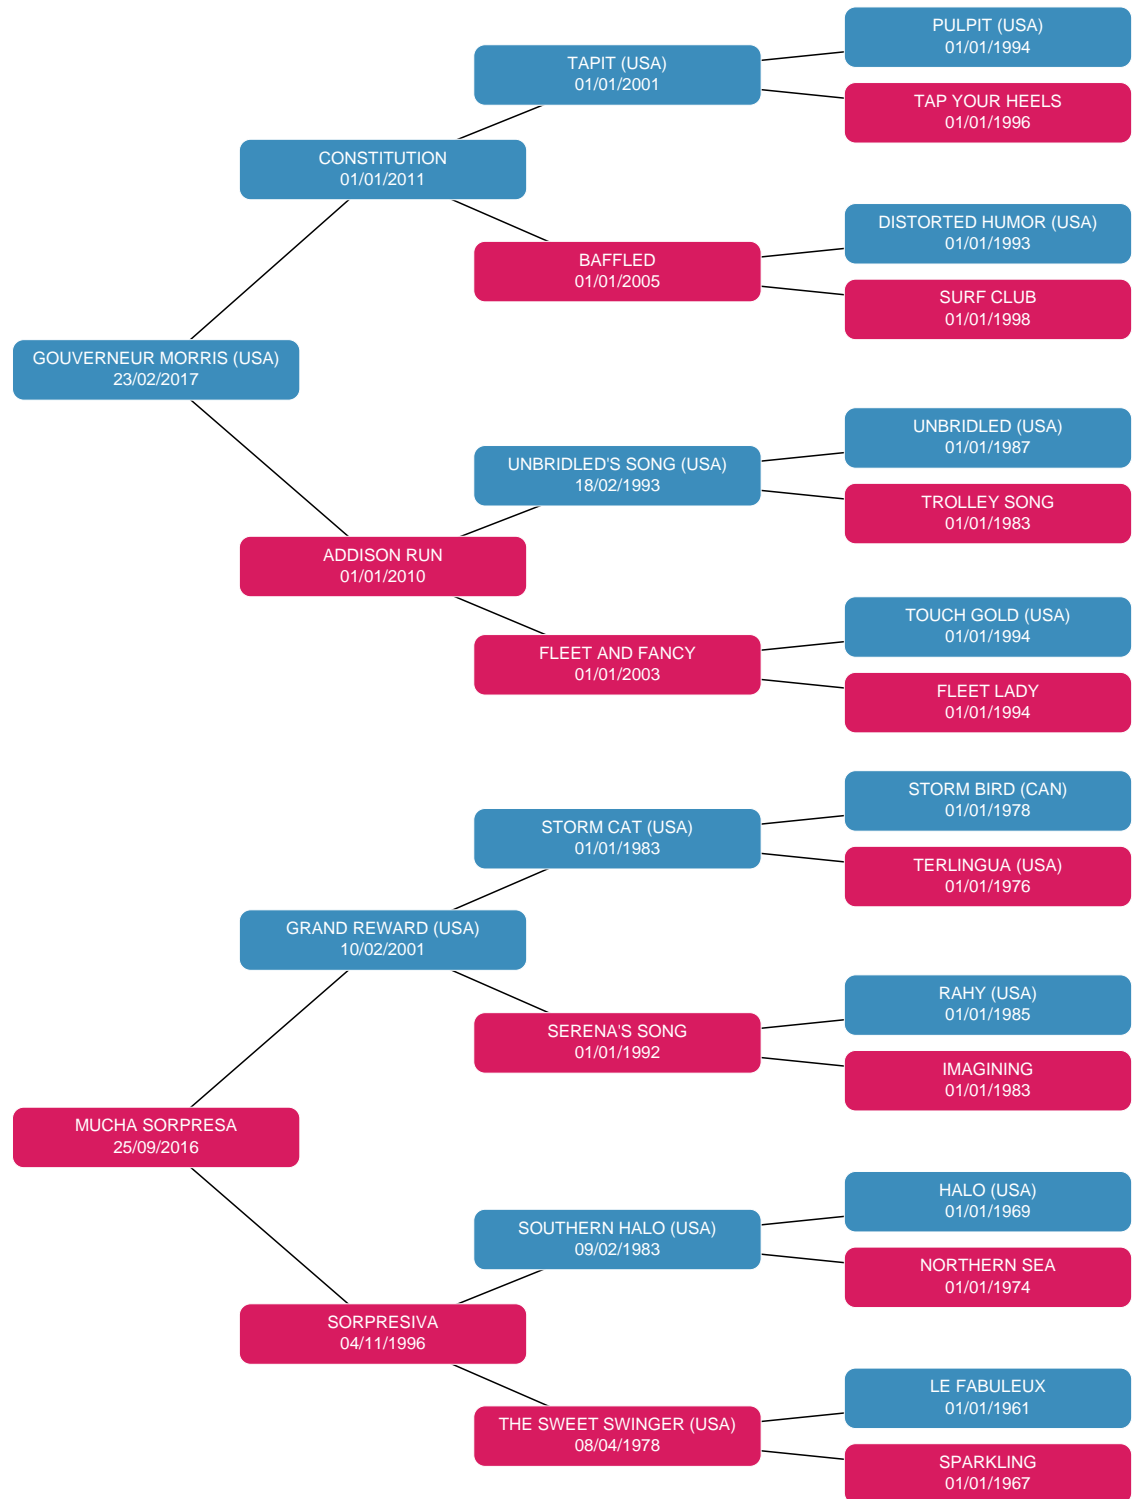 PULPIT (USA)
01/01/1994
TAPIT (USA)
01/01/2001
TAP YOUR HEELS
01/01/1996
CONSTITUTION
01/01/2011
DISTORTED HUMOR (USA)
01/01/1993
BAFFLED
01/01/2005
SURF CLUB
01/01/1998
GOUVERNEUR MORRIS (USA)
23/02/2017
UNBRIDLED (USA)
01/01/1987
UNBRIDLED'S SONG (USA)
18/02/1993
TROLLEY SONG
01/01/1983
ADDISON RUN
01/01/2010
TOUCH GOLD (USA)
01/01/1994
FLEET AND FANCY
01/01/2003
FLEET LADY
01/01/1994
STORM BIRD (CAN)
01/01/1978
STORM CAT (USA)
01/01/1983
TERLINGUA (USA)
01/01/1976
GRAND REWARD (USA)
10/02/2001
RAHY (USA)
01/01/1985
SERENA'S SONG
01/01/1992
IMAGINING
01/01/1983
MUCHA SORPRESA
25/09/2016
HALO (USA)
01/01/1969
SOUTHERN HALO (USA)
09/02/1983
NORTHERN SEA
01/01/1974
SORPRESIVA
04/11/1996
LE FABULEUX
01/01/1961
THE SWEET SWINGER (USA)
08/04/1978
SPARKLING
01/01/1967